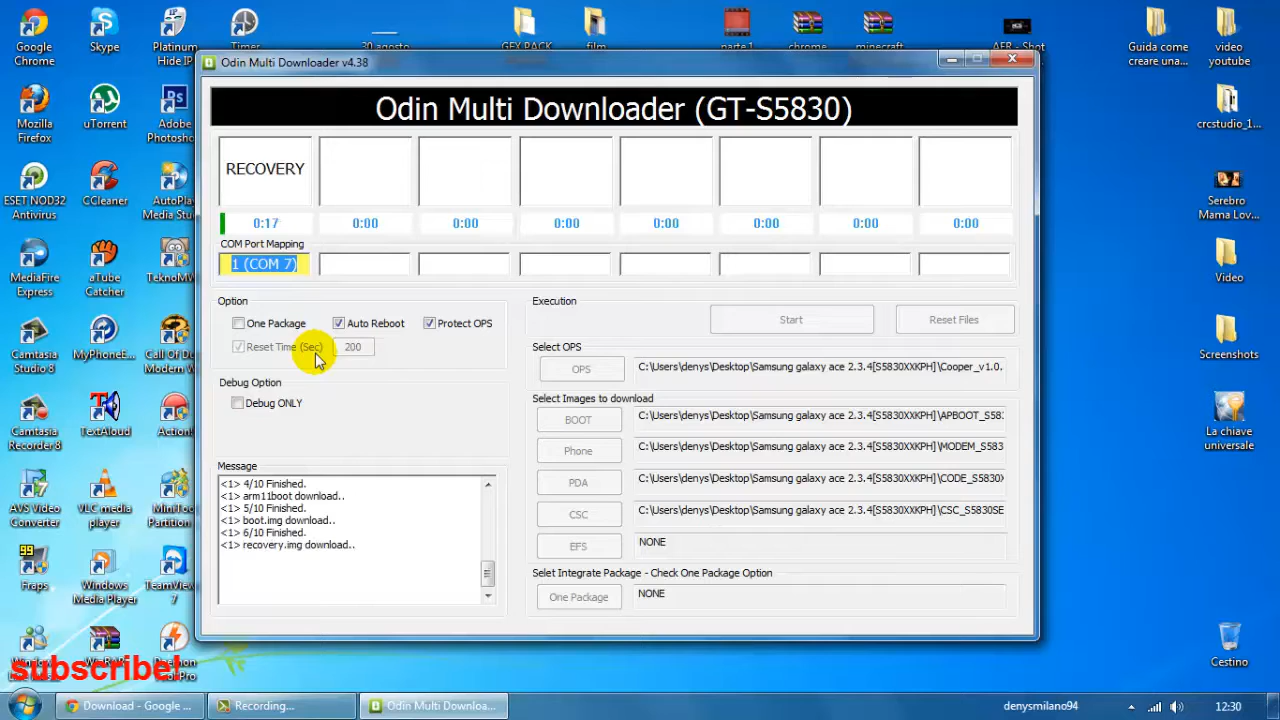 Google
Chrome
Skype
Platinum
Hide IP
Timer
30 agosto
GFX PACK
film
parte 1
chrome
minecraft
AFR - Shot
Guida come
creare una...
video
youtube
Mozilla
Firefox
uTorrent
Adobe
Photosho...
crcstudio_1...
ESET NOD32
Antivirus
CCleaner
AutoPlay
Media Stu...
Serebro
Mama Lov...
MediaFire
Express
aTube
Catcher
TeknoMW...
Video
Camtasia
Studio 8
MyPhoneE...
Call Of D...
Modern W...
Screenshots
Camtasia
Recorder 8
TextAloud
Action!
La chiave
universale
AVS Video
Converter
VLC media
player
MiniTool
Partition...
99
Fraps
Windows
Media Player
TeamView...
7
Cestino
Odin Multi Downloader v4.38
Odin Multi Downloader (GT-S5830)
RECOVERY
0:17 0:00 0:00 0:00 0:00 0:00 0:00 0:00
COM Port Mapping
1 (COM 7)
Option
One Package Auto Reboot Protect OPS
Reset Time (Sec) 200
Debug Option
Debug ONLY
Message
<1> 4/10 Finished.
<1> arm11boot download..
<1> 5/10 Finished.
<1> boot.img download..
<1> 6/10 Finished.
<1> recovery.img download..
Execution
Start Reset Files
Select OPS
OPS C:\Users\denys\Desktop\Samsung galaxy ace 2.3.4[S5830XXKPH]\Cooper_v1.0.
Select Images to download
BOOT C:\Users\denys\Desktop\Samsung galaxy ace 2.3.4[S5830XXKPH]\APBOOT_S58:
Phone C:\Users\denys\Desktop\Samsung galaxy ace 2.3.4[S5830XXKPH]\MODEM_S583
PDA C:\Users\denys\Desktop\Samsung galaxy ace 2.3.4[S5830XXKPH]\CODE_S5830X
CSC C:\Users\denys\Desktop\Samsung galaxy ace 2.3.4[S5830XXKPH]\CSC_S5830SE
EFS NONE
Selet Integrate Package - Check One Package Option
One Package NONE
subscribe!
Download - Google ...
Recording...
Odin Multi Downloa...
denysmilano94
12:30